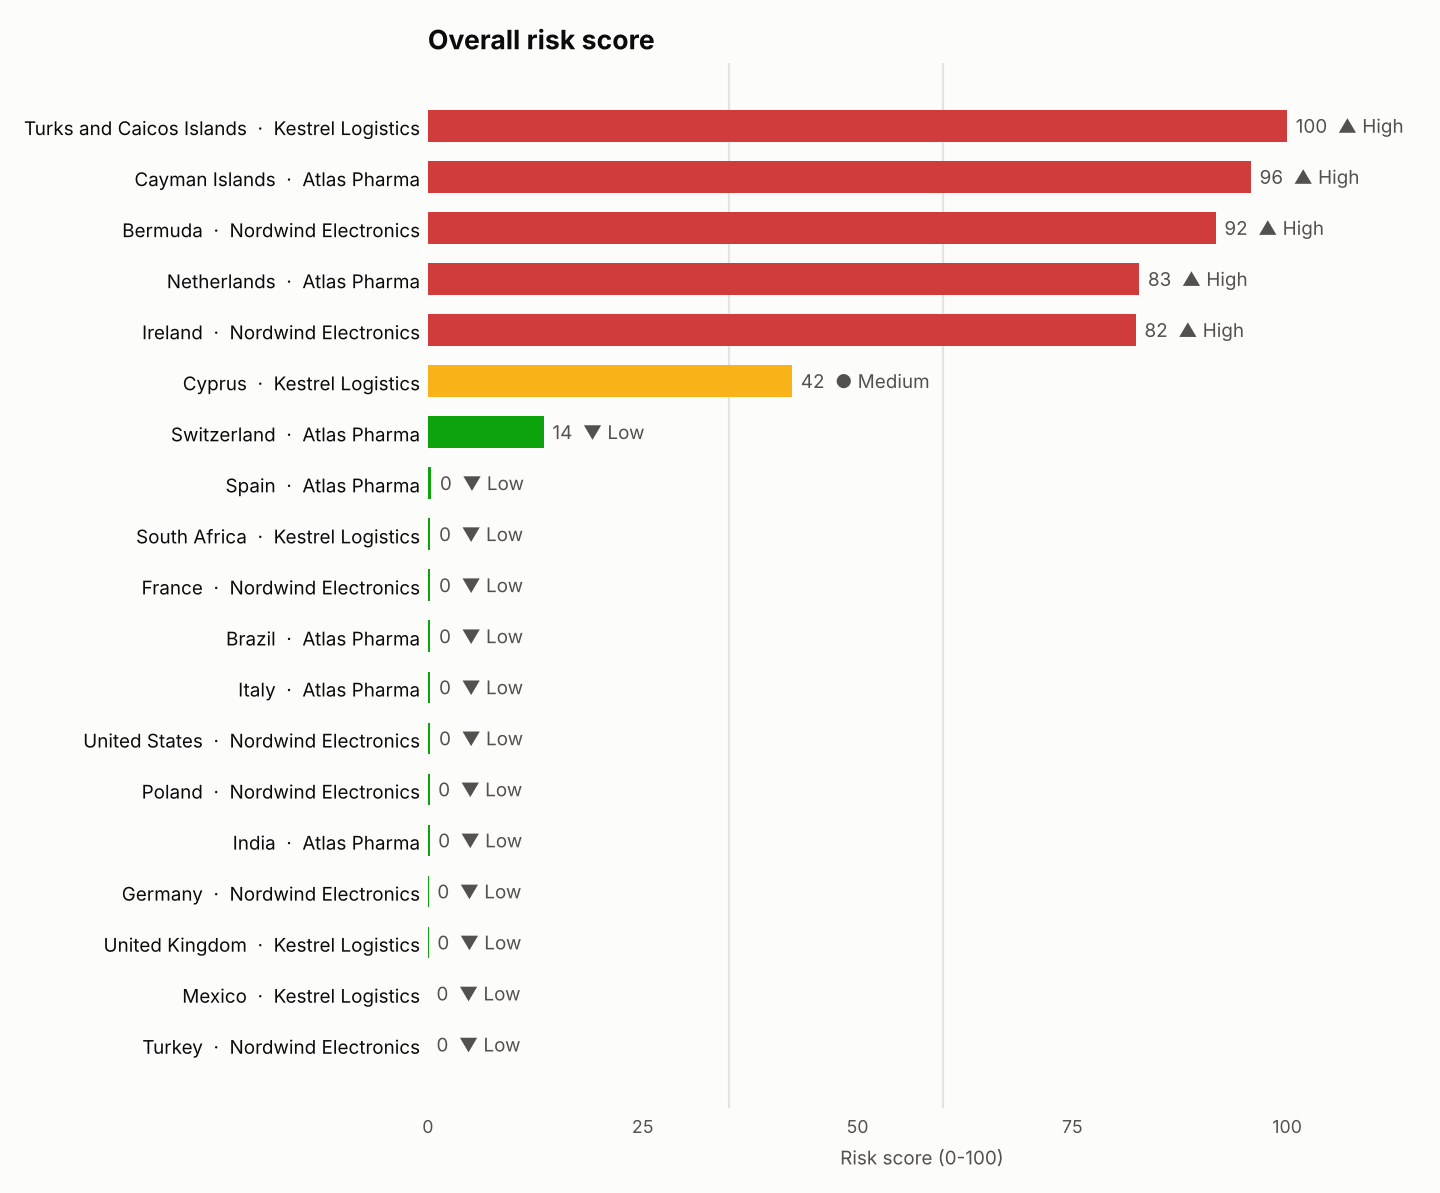 Overall risk score
Turks and Caicos Islands · Kestrel Logistics 100 ▲ High
Cayman Islands · Atlas Pharma 96 ▲ High
Bermuda · Nordwind Electronics 92 ▲ High
Netherlands · Atlas Pharma 83 ▲ High
Ireland · Nordwind Electronics 82 ▲ High
Cyprus · Kestrel Logistics 42 ● Medium
Switzerland · Atlas Pharma 14 ▼ Low
Spain · Atlas Pharma 0 ▼ Low
South Africa · Kestrel Logistics 0 ▼ Low
France · Nordwind Electronics 0 ▼ Low
Brazil · Atlas Pharma 0 ▼ Low
Italy · Atlas Pharma 0 ▼ Low
United States · Nordwind Electronics 0 ▼ Low
Poland · Nordwind Electronics 0 ▼ Low
India · Atlas Pharma 0 ▼ Low
Germany · Nordwind Electronics 0 ▼ Low
United Kingdom · Kestrel Logistics 0 ▼ Low
Mexico · Kestrel Logistics 0 ▼ Low
Turkey · Nordwind Electronics 0 ▼ Low
0 25 50 75 100
Risk score (0-100)